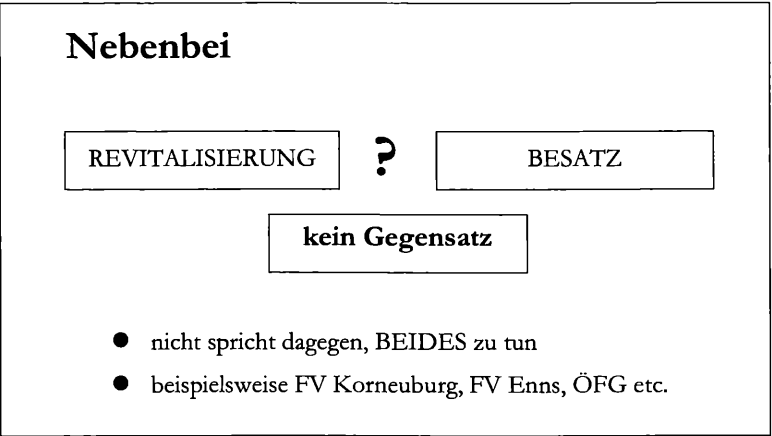 Nebenbei
REVITALISIERUNG ? BESATZ
kein Gegensatz
● nicht spricht dagegen, BEIDES zu tun
● beispielsweise FV Korneuburg, FV Enns, ÖFG etc.